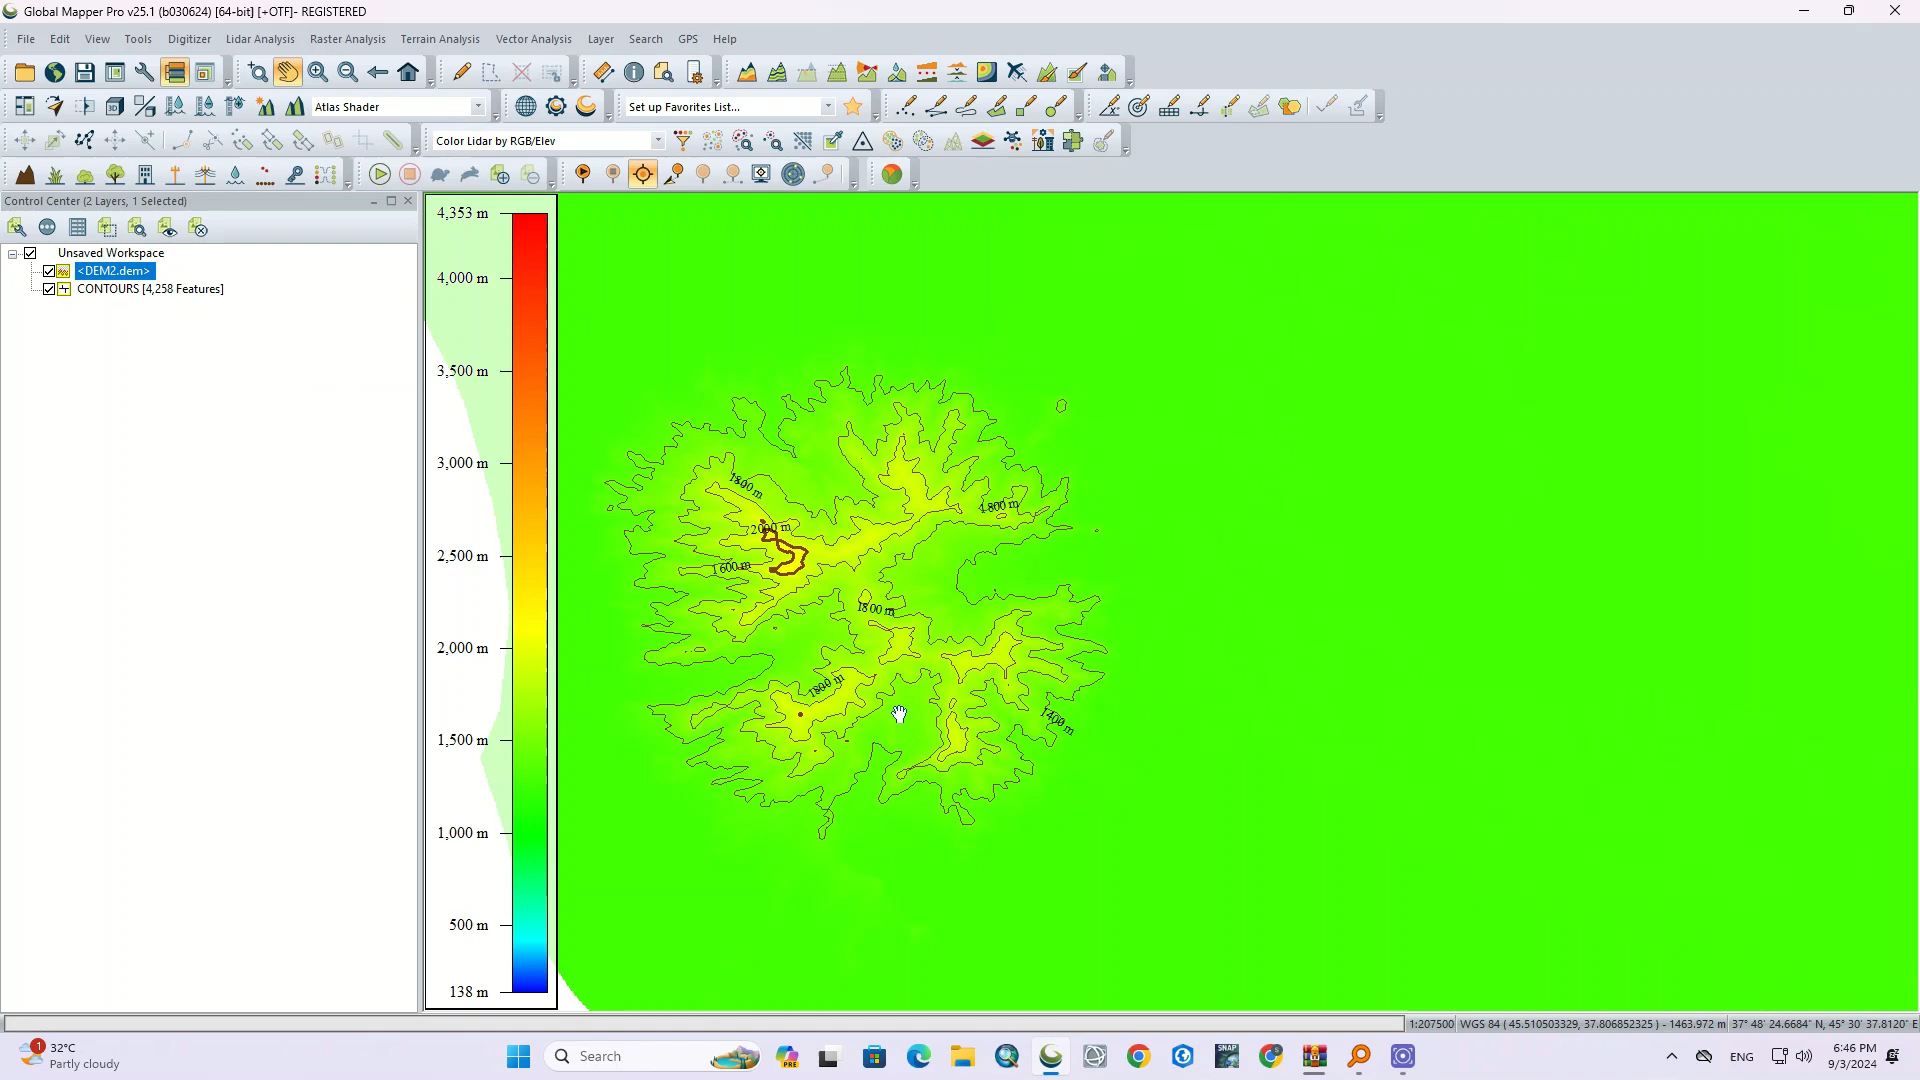 Global Mapper Pro v25.1 (b030624) [64-bit] [+OTF]- REGISTERED
File Edit View Tools Digitizer Lidar Analysis Raster Analysis Terrain Analysis Vector Analysis Layer Search GPS Help
Atlas Shader
Set up Favorites List...
Color Lidar by RGB/Elev
Control Center (2 Layers, 1 Selected)
Unsaved Workspace
<DEM2.dem>
CONTOURS [4,258 Features]
4,353 m
4,000 m
3,500 m
3,000 m
2,500 m
2,000 m
1,500 m
1,000 m
500 m
138 m
1800 m
1800 m
2000 m
1600 m
1800 m
1800 m
1400 m
1:207500 WGS 84 ( 45.510503329, 37.806852325 ) - 1463.972 m 37° 48' 24.6684" N, 45° 30' 37.8120" E
1
32°C
Partly cloudy
Search
PRE
SNAP
ENG
6:46 PM
9/3/2024